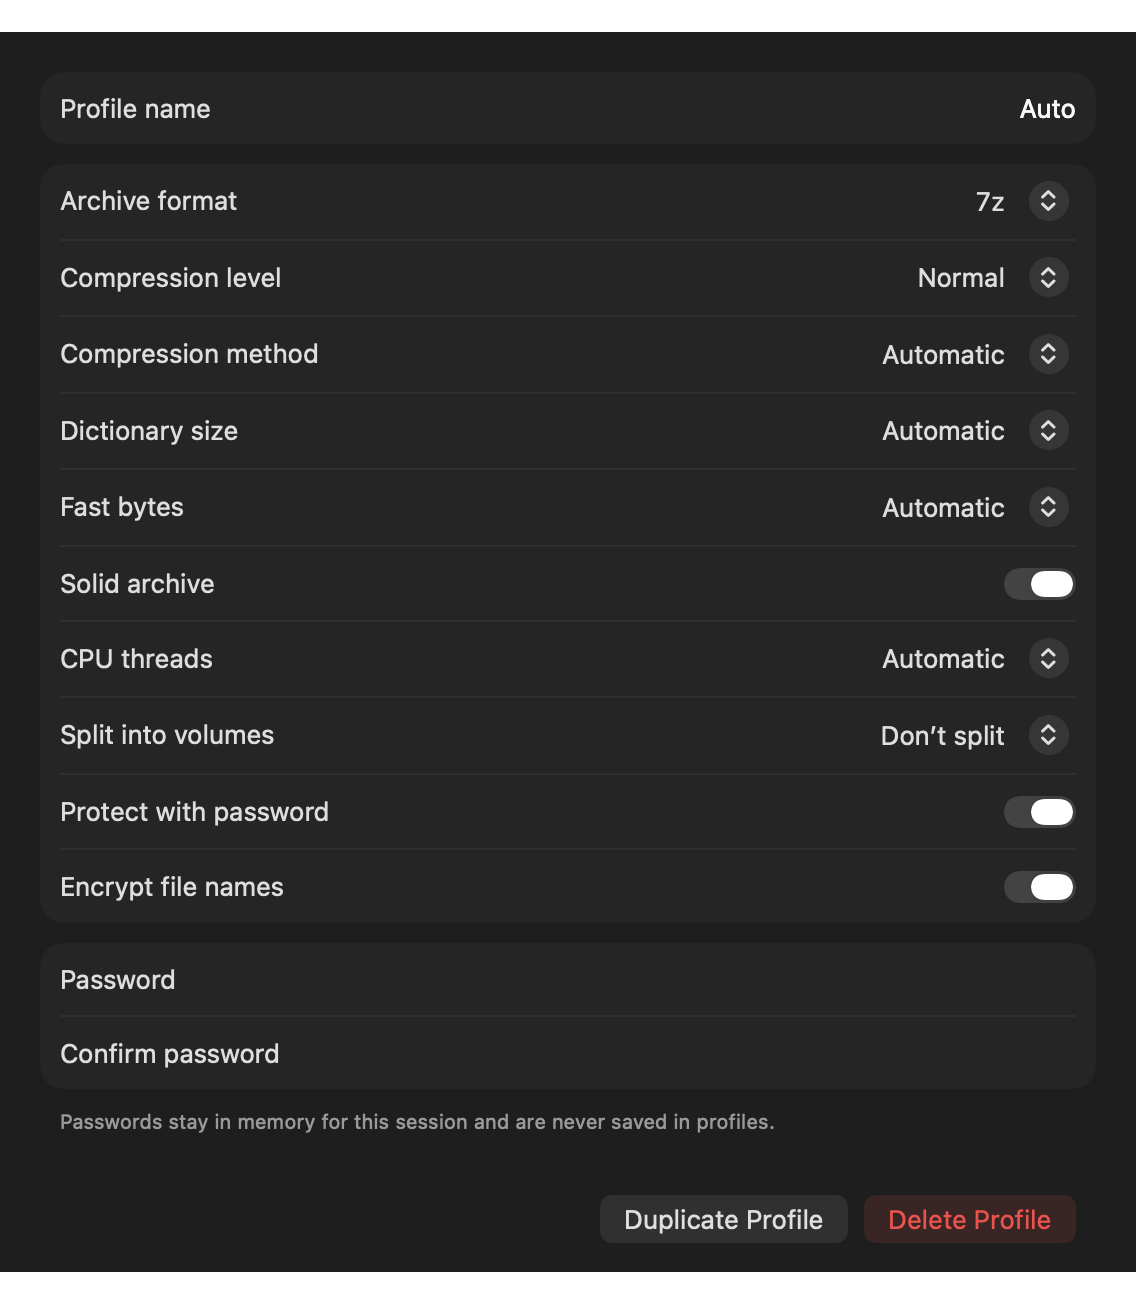 Profile name Auto
Archive format 7z
Compression level Normal
Compression method Automatic
Dictionary size Automatic
Fast bytes Automatic
Solid archive
CPU threads Automatic
Split into volumes Don’t split
Protect with password
Encrypt file names
Password
Confirm password
Passwords stay in memory for this session and are never saved in profiles.
Duplicate Profile Delete Profile